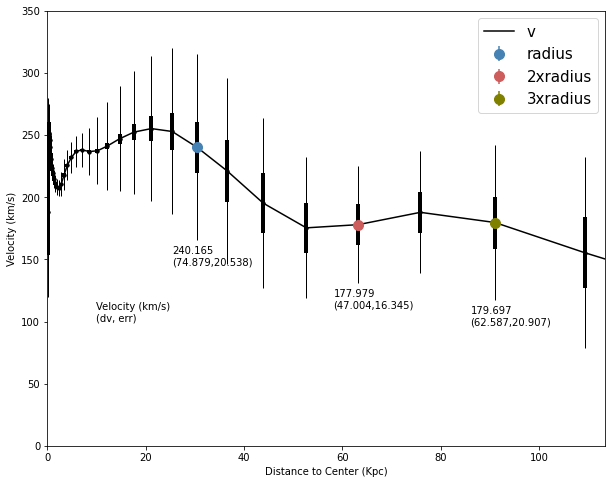 350
300
250
200
150
100
50
0
Velocity (km/s)
v
radius
2xradius
3xradius
240.165
(74.879,20.538)
177.979
(47.004,16.345)
179.697
(62.587,20.907)
Velocity (km/s)
(dv, err)
0
20
40
60
80
100
Distance to Center (Kpc)